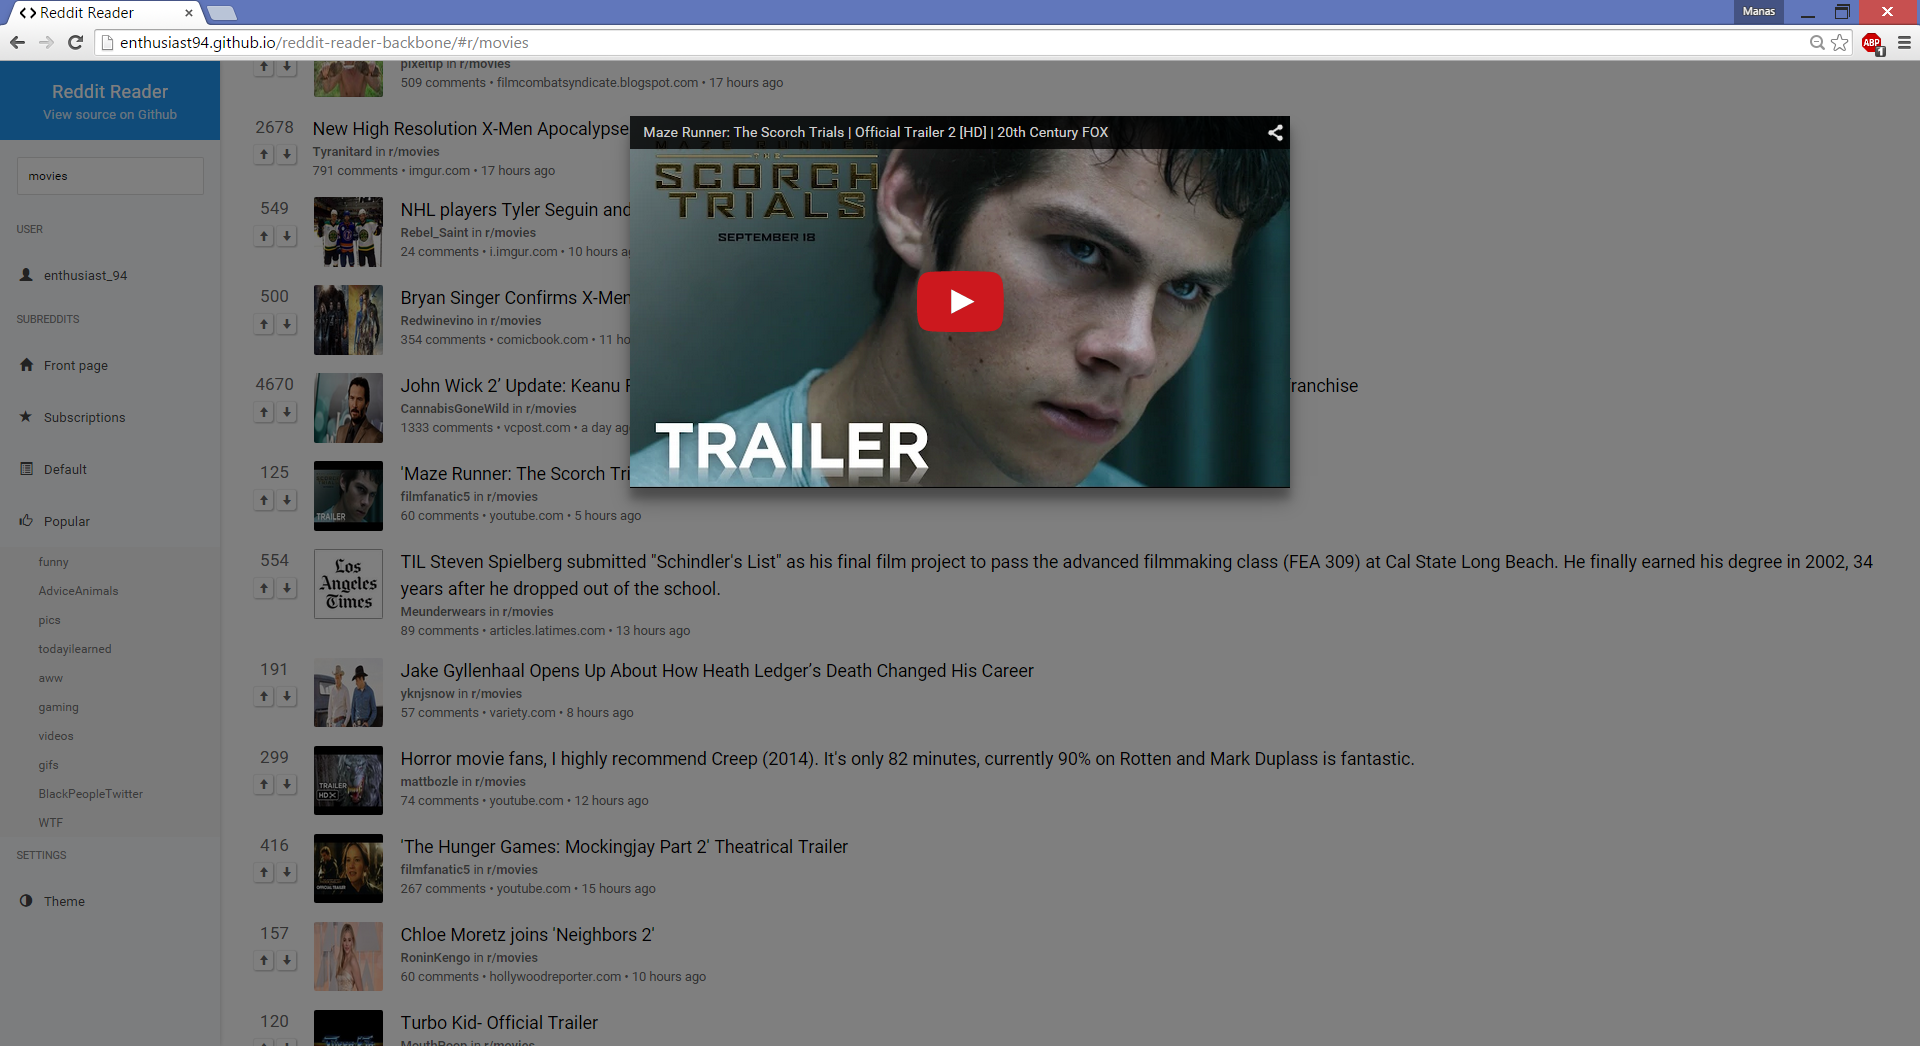 Reddit Reader
Manas
enthusiast94.github.io/reddit-reader-backbone/#r/movies
ABP
1
Reddit Reader
View source on Github
movies
USER
enthusiast_94
SUBREDDITS
Front page
Subscriptions
Default
Popular
funny
AdviceAnimals
pics
todayilearned
aww
gaming
videos
gifs
BlackPeopleTwitter
WTF
SETTINGS
Theme
pixeltip in r/movies
509 comments • filmcombatsyndicate.blogspot.com • 17 hours ago
2678
New High Resolution X-Men Apocalypse
Tyranitard in r/movies
791 comments • imgur.com • 17 hours ago
549
NHL players Tyler Seguin and
Rebel_Saint in r/movies
24 comments • i.imgur.com • 10 hours a
500
Bryan Singer Confirms X-Men
Redwinevino in r/movies
354 comments • comicbook.com • 11 ho
4670
John Wick 2’ Update: Keanu
ranchise
CannabisGoneWild in r/movies
1333 comments • vcpost.com • a day ag
125
'Maze Runner: The Scorch Tri
filmfanatic5 in r/movies
60 comments • youtube.com • 5 hours ago
TRAILER
554
Los
Angeles
Times
TIL Steven Spielberg submitted "Schindler's List" as his final film project to pass the advanced filmmaking class (FEA 309) at Cal State Long Beach. He finally earned his degree in 2002, 34
years after he dropped out of the school.
Meunderwears in r/movies
89 comments • articles.latimes.com • 13 hours ago
191
Jake Gyllenhaal Opens Up About How Heath Ledger’s Death Changed His Career
yknjsnow in r/movies
57 comments • variety.com • 8 hours ago
299
TRAILER
HD
Horror movie fans, I highly recommend Creep (2014). It's only 82 minutes, currently 90% on Rotten and Mark Duplass is fantastic.
mattbozle in r/movies
74 comments • youtube.com • 12 hours ago
416
OFFICIAL TRAILER
'The Hunger Games: Mockingjay Part 2' Theatrical Trailer
filmfanatic5 in r/movies
267 comments • youtube.com • 15 hours ago
157
Chloe Moretz joins 'Neighbors 2'
RoninKengo in r/movies
60 comments • hollywoodreporter.com • 10 hours ago
120
Turbo Kid- Official Trailer
MouthBeep in r/movies
Maze Runner: The Scorch Trials | Official Trailer 2 [HD] | 20th Century FOX
MAZE RUNNER
THE
SCORCH
TRIALS
SEPTEMBER 18
TRAILER